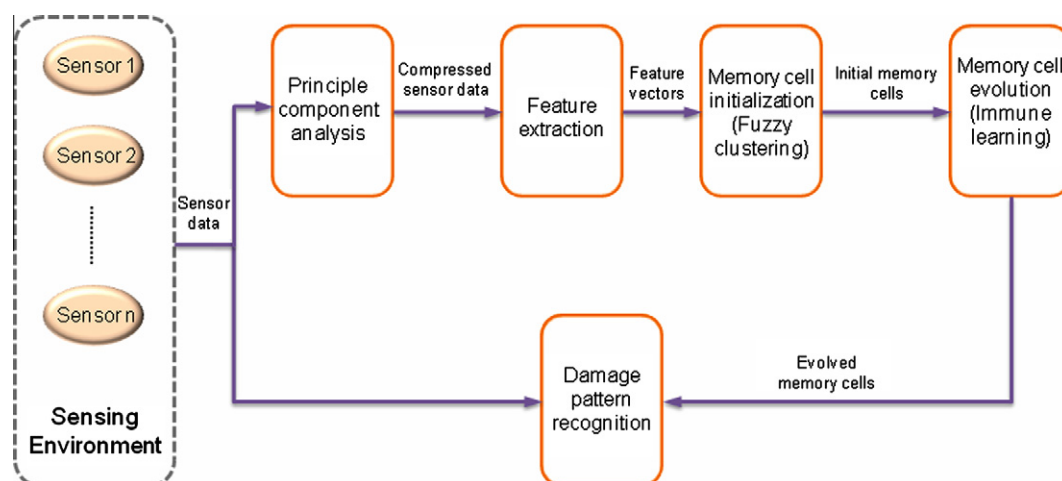 Sensor 1
Sensor 2
Sensor n
Sensing
Environment
Sensor
data
Principle
component
analysis
Compressed
sensor data
Feature
extraction
Feature
vectors
Memory cell
initialization
(Fuzzy
clustering)
Initial memory
cells
Memory cell
evolution
(Immune
learning)
Evolved
memory cells
Damage
pattern
recognition